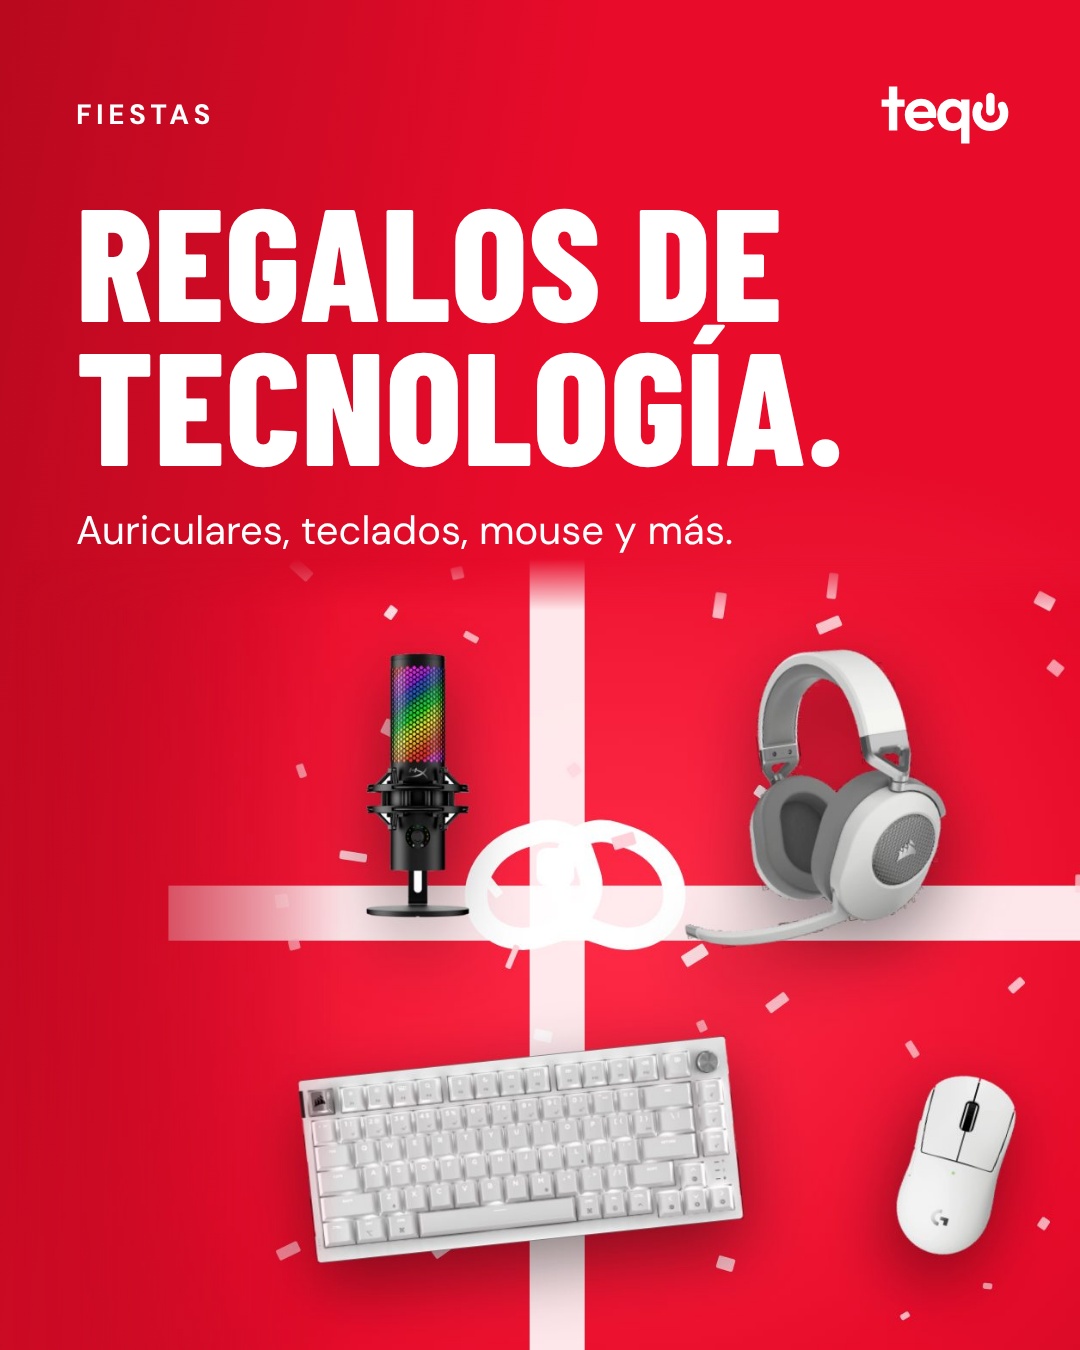 FIESTAS
teqo
REGALOS DE
TECNOLOGÍA.
Auriculares, teclados, mouse y más.